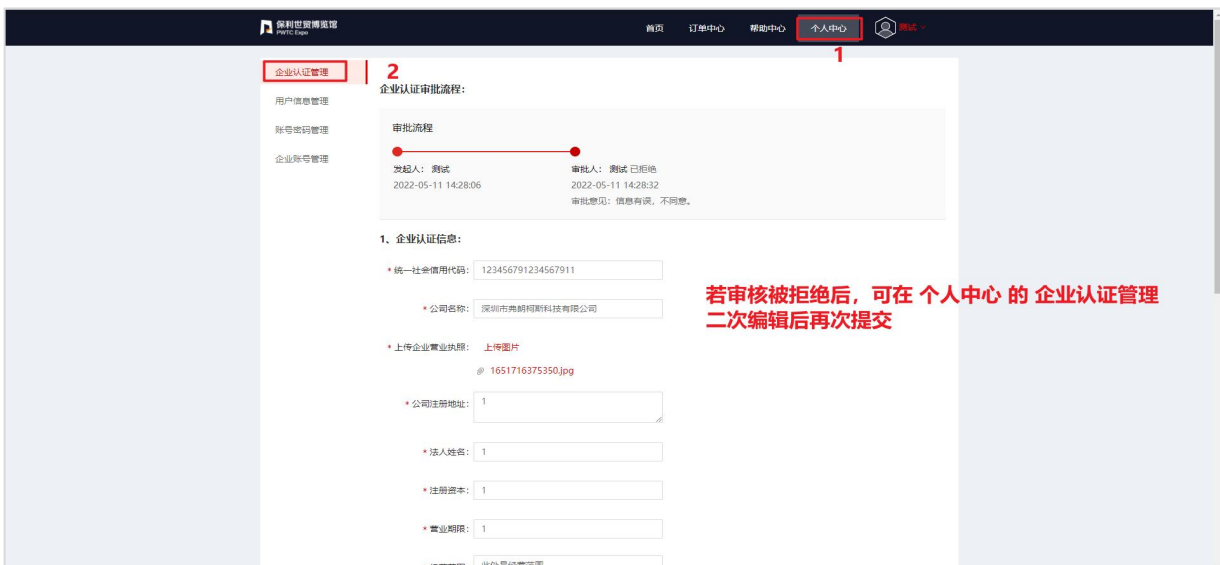 保利世贸博览馆
PWTC Expo
首页 订单中心 帮助中心 个人中心 测试
1
企业认证管理
2
用户信息管理
账号密码管理
企业账号管理
企业认证审批流程：
审批流程
发起人： 测试
2022-05-11 14:28:06
审批人： 测试 已拒绝
2022-05-11 14:28:32
审批意见：信息有误，不同意。
1、企业认证信息：
* 统一社会信用代码： 123456791234567911
* 公司名称： 深圳市弗朗柯斯科技有限公司
* 上传企业营业执照： 上传图片
1651716375350.jpg
* 公司注册地址： 1
* 法人姓名： 1
* 注册资本： 1
* 营业期限： 1
若审核被拒绝后，可在 个人中心 的 企业认证管理
二次编辑后再次提交